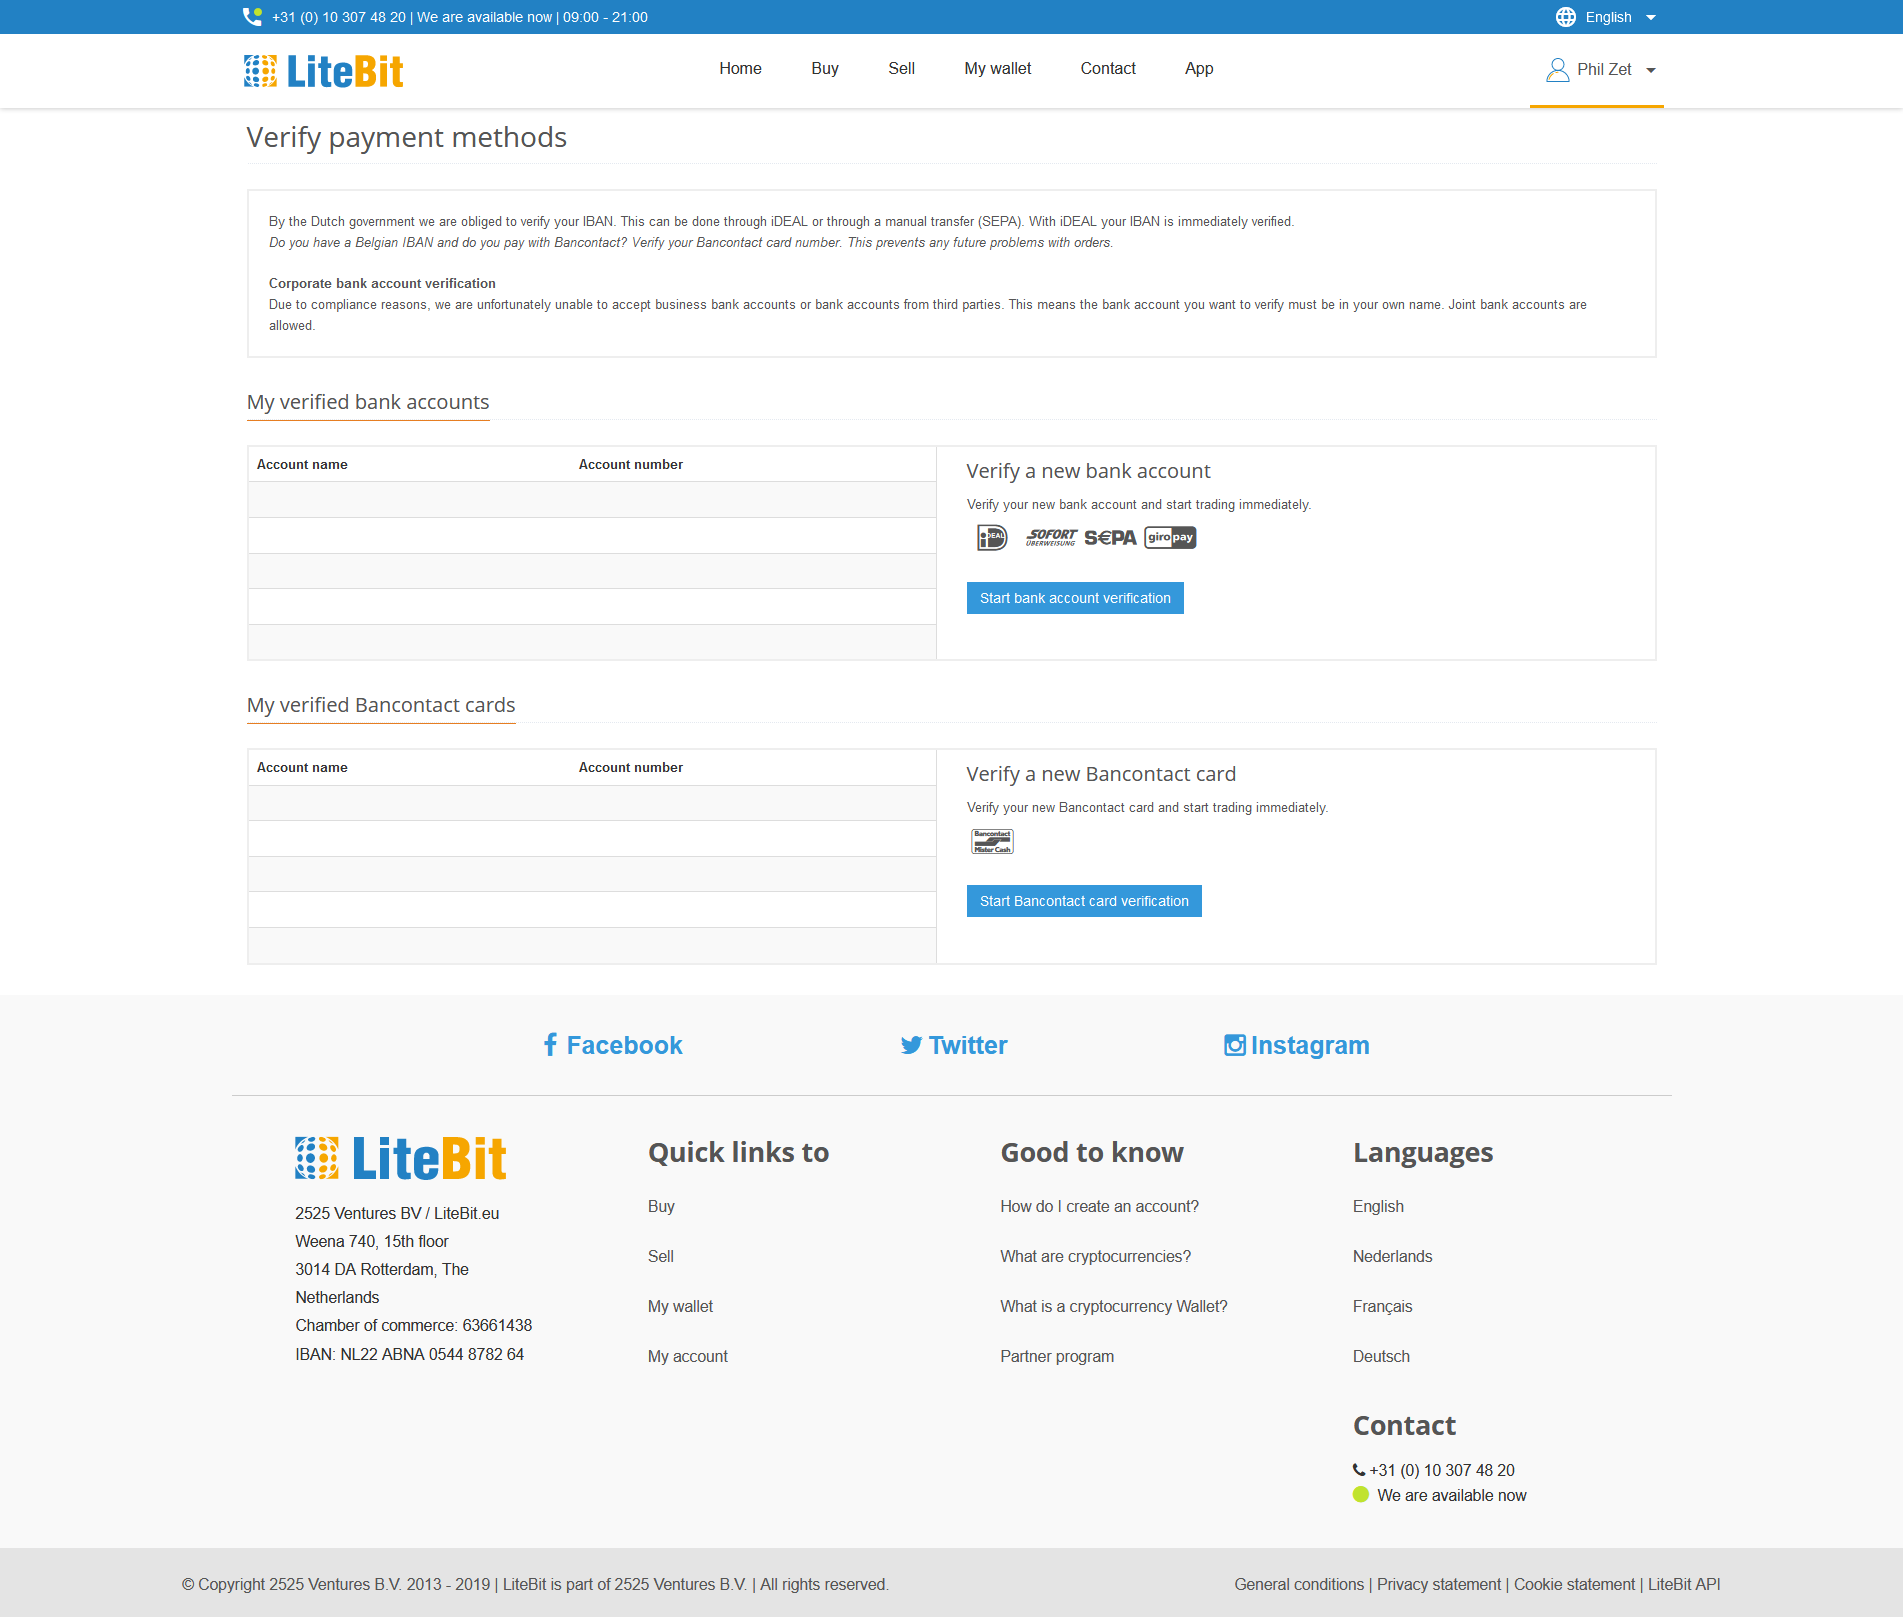 +31 (0) 10 307 48 20 | We are available now | 09:00 - 21:00
English
LiteBit
Home
Buy
Sell
My wallet
Contact
App
Phil Zet
Verify payment methods
By the Dutch government we are obliged to verify your IBAN. This can be done through iDEAL or through a manual transfer (SEPA). With iDEAL your IBAN is immediately verified.
Do you have a Belgian IBAN and do you pay with Bancontact? Verify your Bancontact card number. This prevents any future problems with orders.
Corporate bank account verification
Due to compliance reasons, we are unfortunately unable to accept business bank accounts or bank accounts from third parties. This means the bank account you want to verify must be in your own name. Joint bank accounts are
allowed.
My verified bank accounts
Account name
Account number
Verify a new bank account
Verify your new bank account and start trading immediately.
iDEAL
SOFORT
ÜBERWEISUNG
S€PA
giropay
Start bank account verification
My verified Bancontact cards
Account name
Account number
Verify a new Bancontact card
Verify your new Bancontact card and start trading immediately.
Bancontact
Mister Cash
Start Bancontact card verification
Facebook
Twitter
Instagram
LiteBit
2525 Ventures BV / LiteBit.eu
Weena 740, 15th floor
3014 DA Rotterdam, The
Netherlands
Chamber of commerce: 63661438
IBAN: NL22 ABNA 0544 8782 64
Quick links to
Buy
Sell
My wallet
My account
Good to know
How do I create an account?
What are cryptocurrencies?
What is a cryptocurrency Wallet?
Partner program
Languages
English
Nederlands
Français
Deutsch
Contact
+31 (0) 10 307 48 20
We are available now
© Copyright 2525 Ventures B.V. 2013 - 2019 | LiteBit is part of 2525 Ventures B.V. | All rights reserved.
General conditions | Privacy statement | Cookie statement | LiteBit API